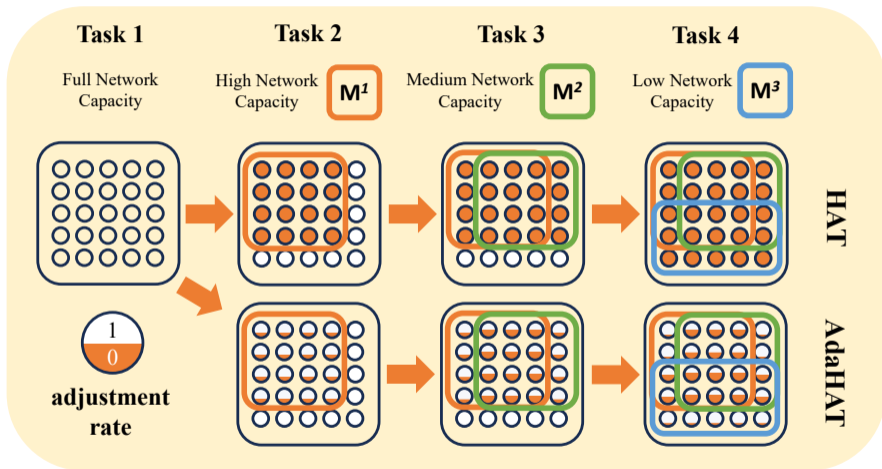 Task 1
Task 2
Task 3
Task 4
Full Network
Capacity
High Network
Capacity
M¹
Medium Network
Capacity
M²
Low Network
Capacity
M³
HAT
1
0
adjustment
rate
AdaHAT